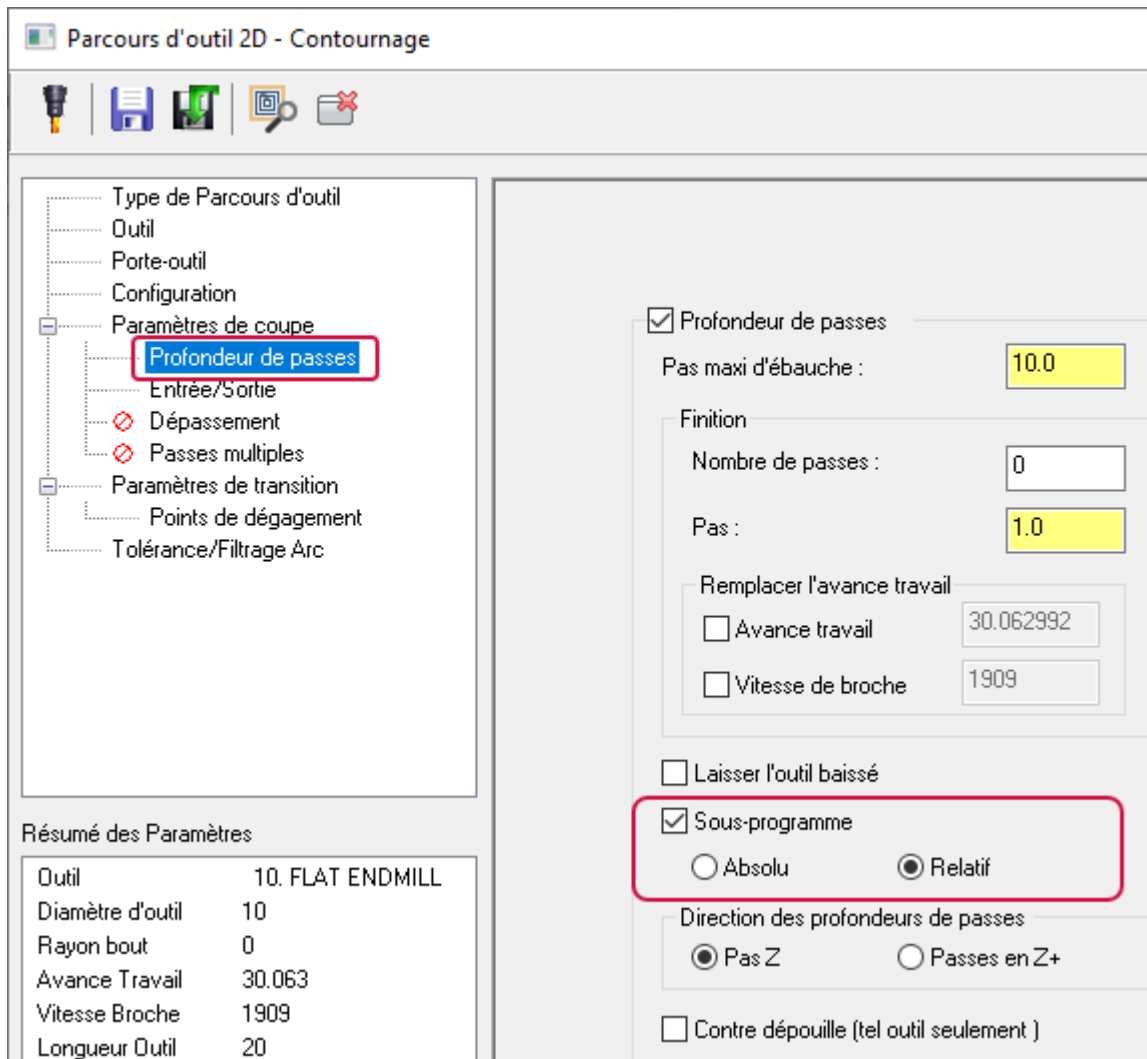 Parcours d'outil 2D - Contournage
Type de Parcours d'outil
Outil
Porte-outil
Configuration
Paramètres de coupe
Profondeur de passes
Entrée/Sortie
Dépassement
Passes multiples
Paramètres de transition
Points de dégagement
Tolérance/Filtrage Arc
Résumé des Paramètres
Outil 10. FLAT ENDMILL
Diamètre d'outil 10
Rayon bout 0
Avance Travail 30.063
Vitesse Broche 1909
Longueur Outil 20
Profondeur de passes
Pas maxi d'ébauche : 10.0
Finition
Nombre de passes : 0
Pas : 1.0
Remplacer l'avance travail
Avance travail 30.062992
Vitesse de broche 1909
Laisser l'outil baissé
Sous-programme
Absolu Relatif
Direction des profondeurs de passes
Pas Z Passes en Z+
Contre dépouille (tel outil seulement )